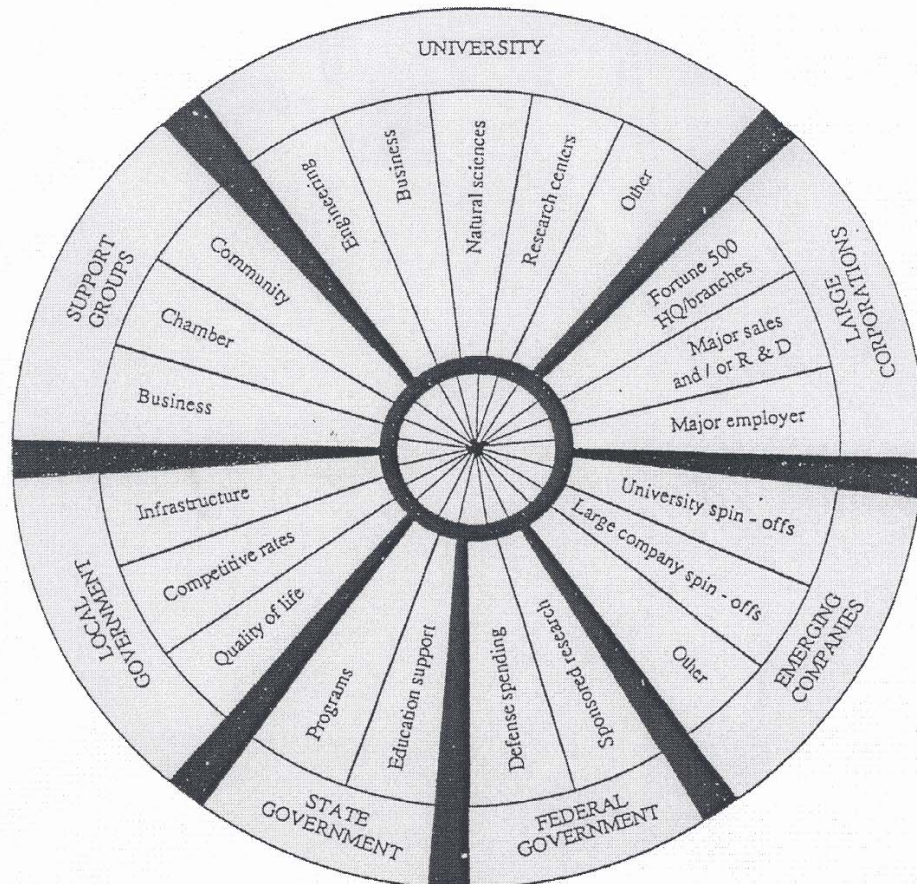 UNIVERSITY
Engineering
Business
Natural sciences
Research centers
Other
LARGE
CORPORATIONS
Fortune 500
HQ/branches
Major sales
and / or R & D
Major employer
EMERGING
COMPANIES
University spin - offs
Large company spin - offs
Other
FEDERAL
GOVERNMENT
Sponsored research
Defense spending
STATE
GOVERNMENT
Education support
Programs
LOCAL
GOVERNMENT
Quality of life
Competitive rates
Infrastructure
SUPPORT
GROUPS
Business
Chamber
Community